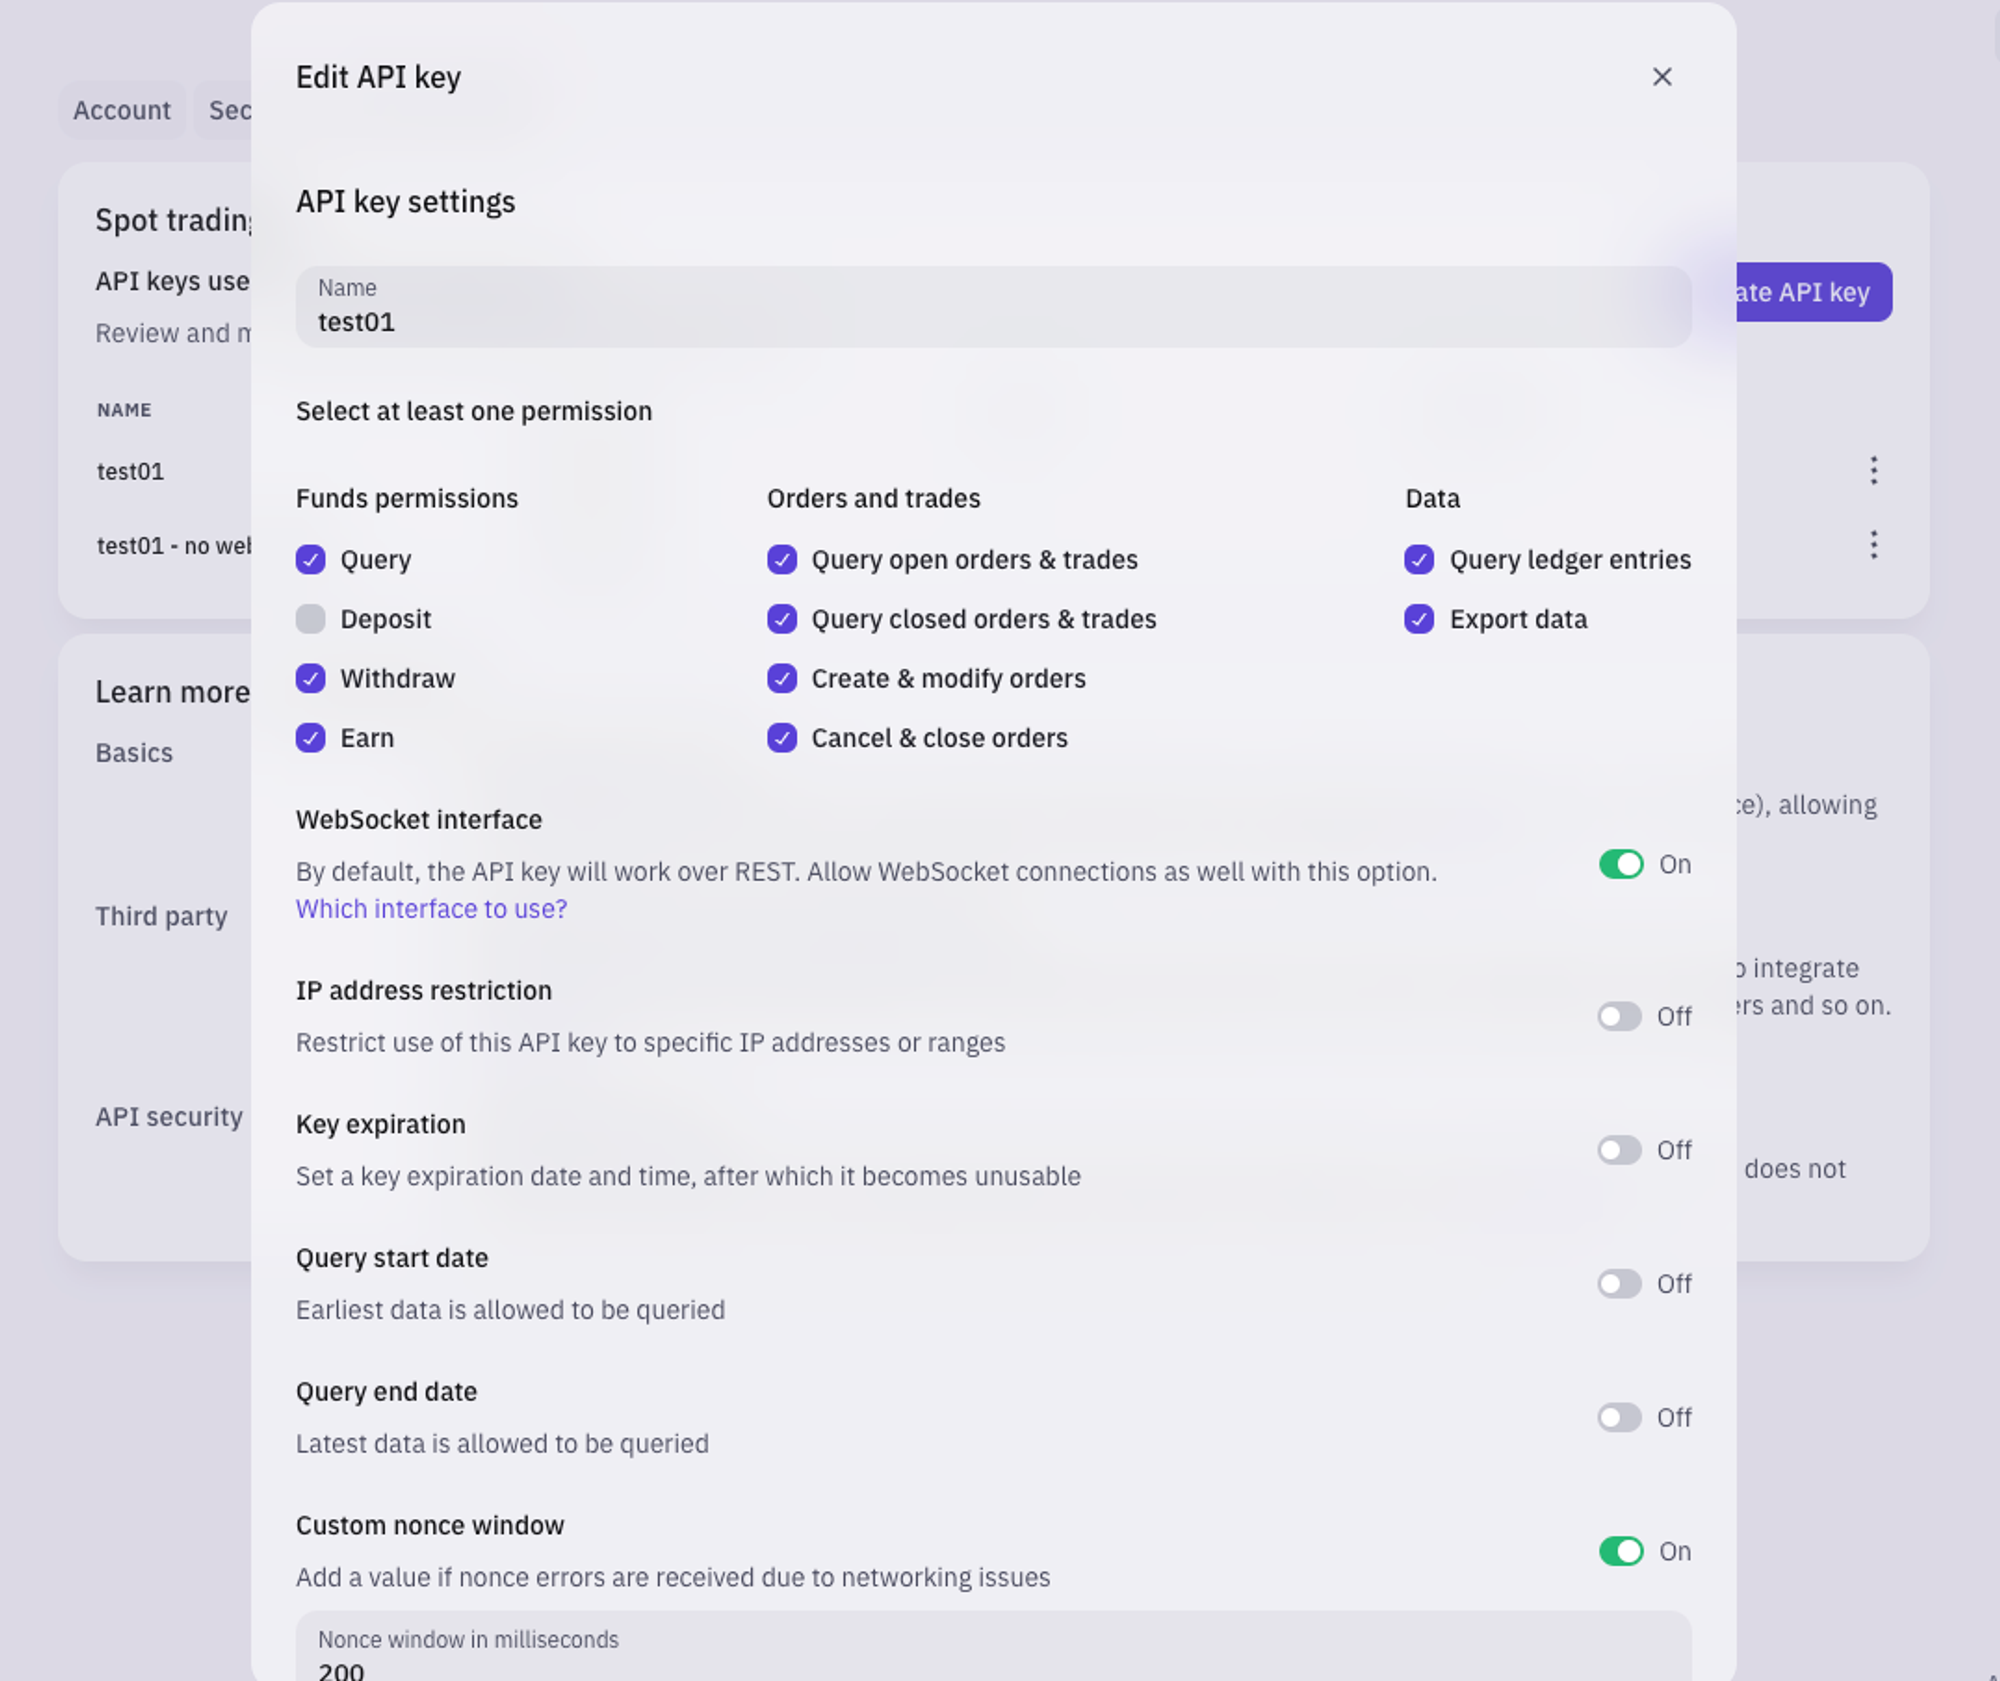 Edit API key
Account
Sec
API key settings
Spot trading
API keys use
Review and m
Name
test01
ate API key
NAME
Select at least one permission
test01
test01 - no web
Funds permissions
Query
Deposit
Withdraw
Earn
Orders and trades
Query open orders & trades
Query closed orders & trades
Create & modify orders
Cancel & close orders
Data
Query ledger entries
Export data
Learn more
Basics
ce), allowing
WebSocket interface
By default, the API key will work over REST. Allow WebSocket connections as well with this option.
Which interface to use?
On
Third party
o integrate
ers and so on.
IP address restriction
Restrict use of this API key to specific IP addresses or ranges
Off
API security
does not
Key expiration
Set a key expiration date and time, after which it becomes unusable
Off
Query start date
Earliest data is allowed to be queried
Off
Query end date
Latest data is allowed to be queried
Off
Custom nonce window
Add a value if nonce errors are received due to networking issues
On
Nonce window in milliseconds
200